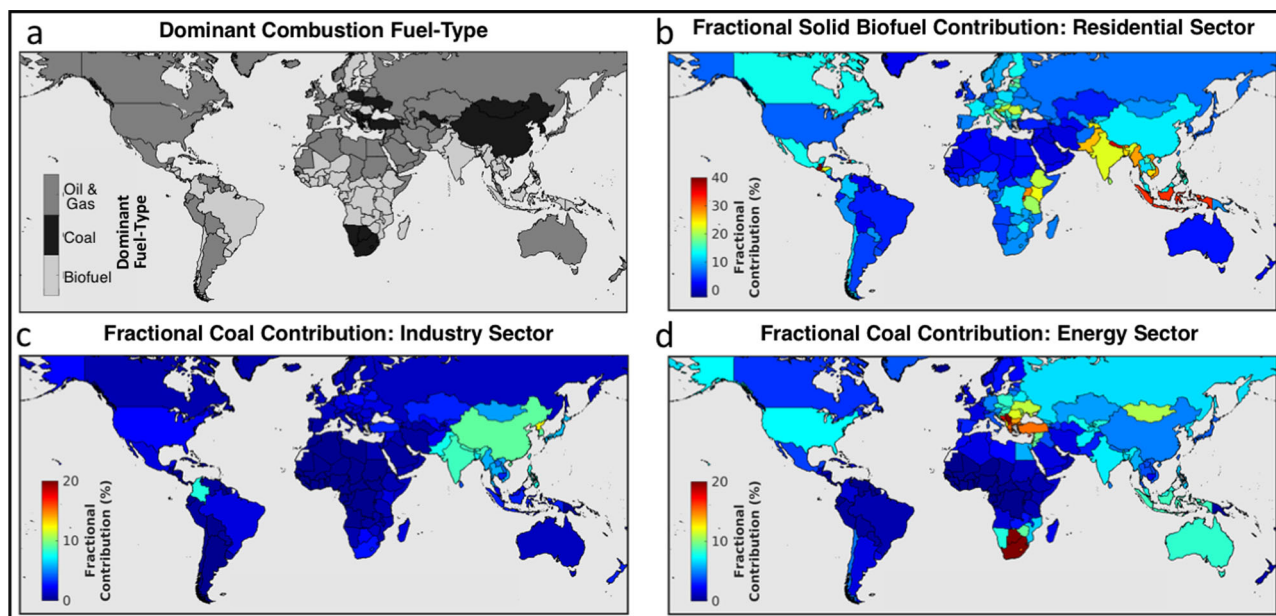 a
Dominant Combustion Fuel-Type
Oil &
Gas
Coal
Biofuel
Dominant
Fuel-Type
b
Fractional Solid Biofuel Contribution: Residential Sector
40
30
20
10
0
Fractional
Contribution (%)
c
Fractional Coal Contribution: Industry Sector
20
10
0
Fractional
Contribution (%)
d
Fractional Coal Contribution: Energy Sector
20
10
0
Fractional
Contribution (%)